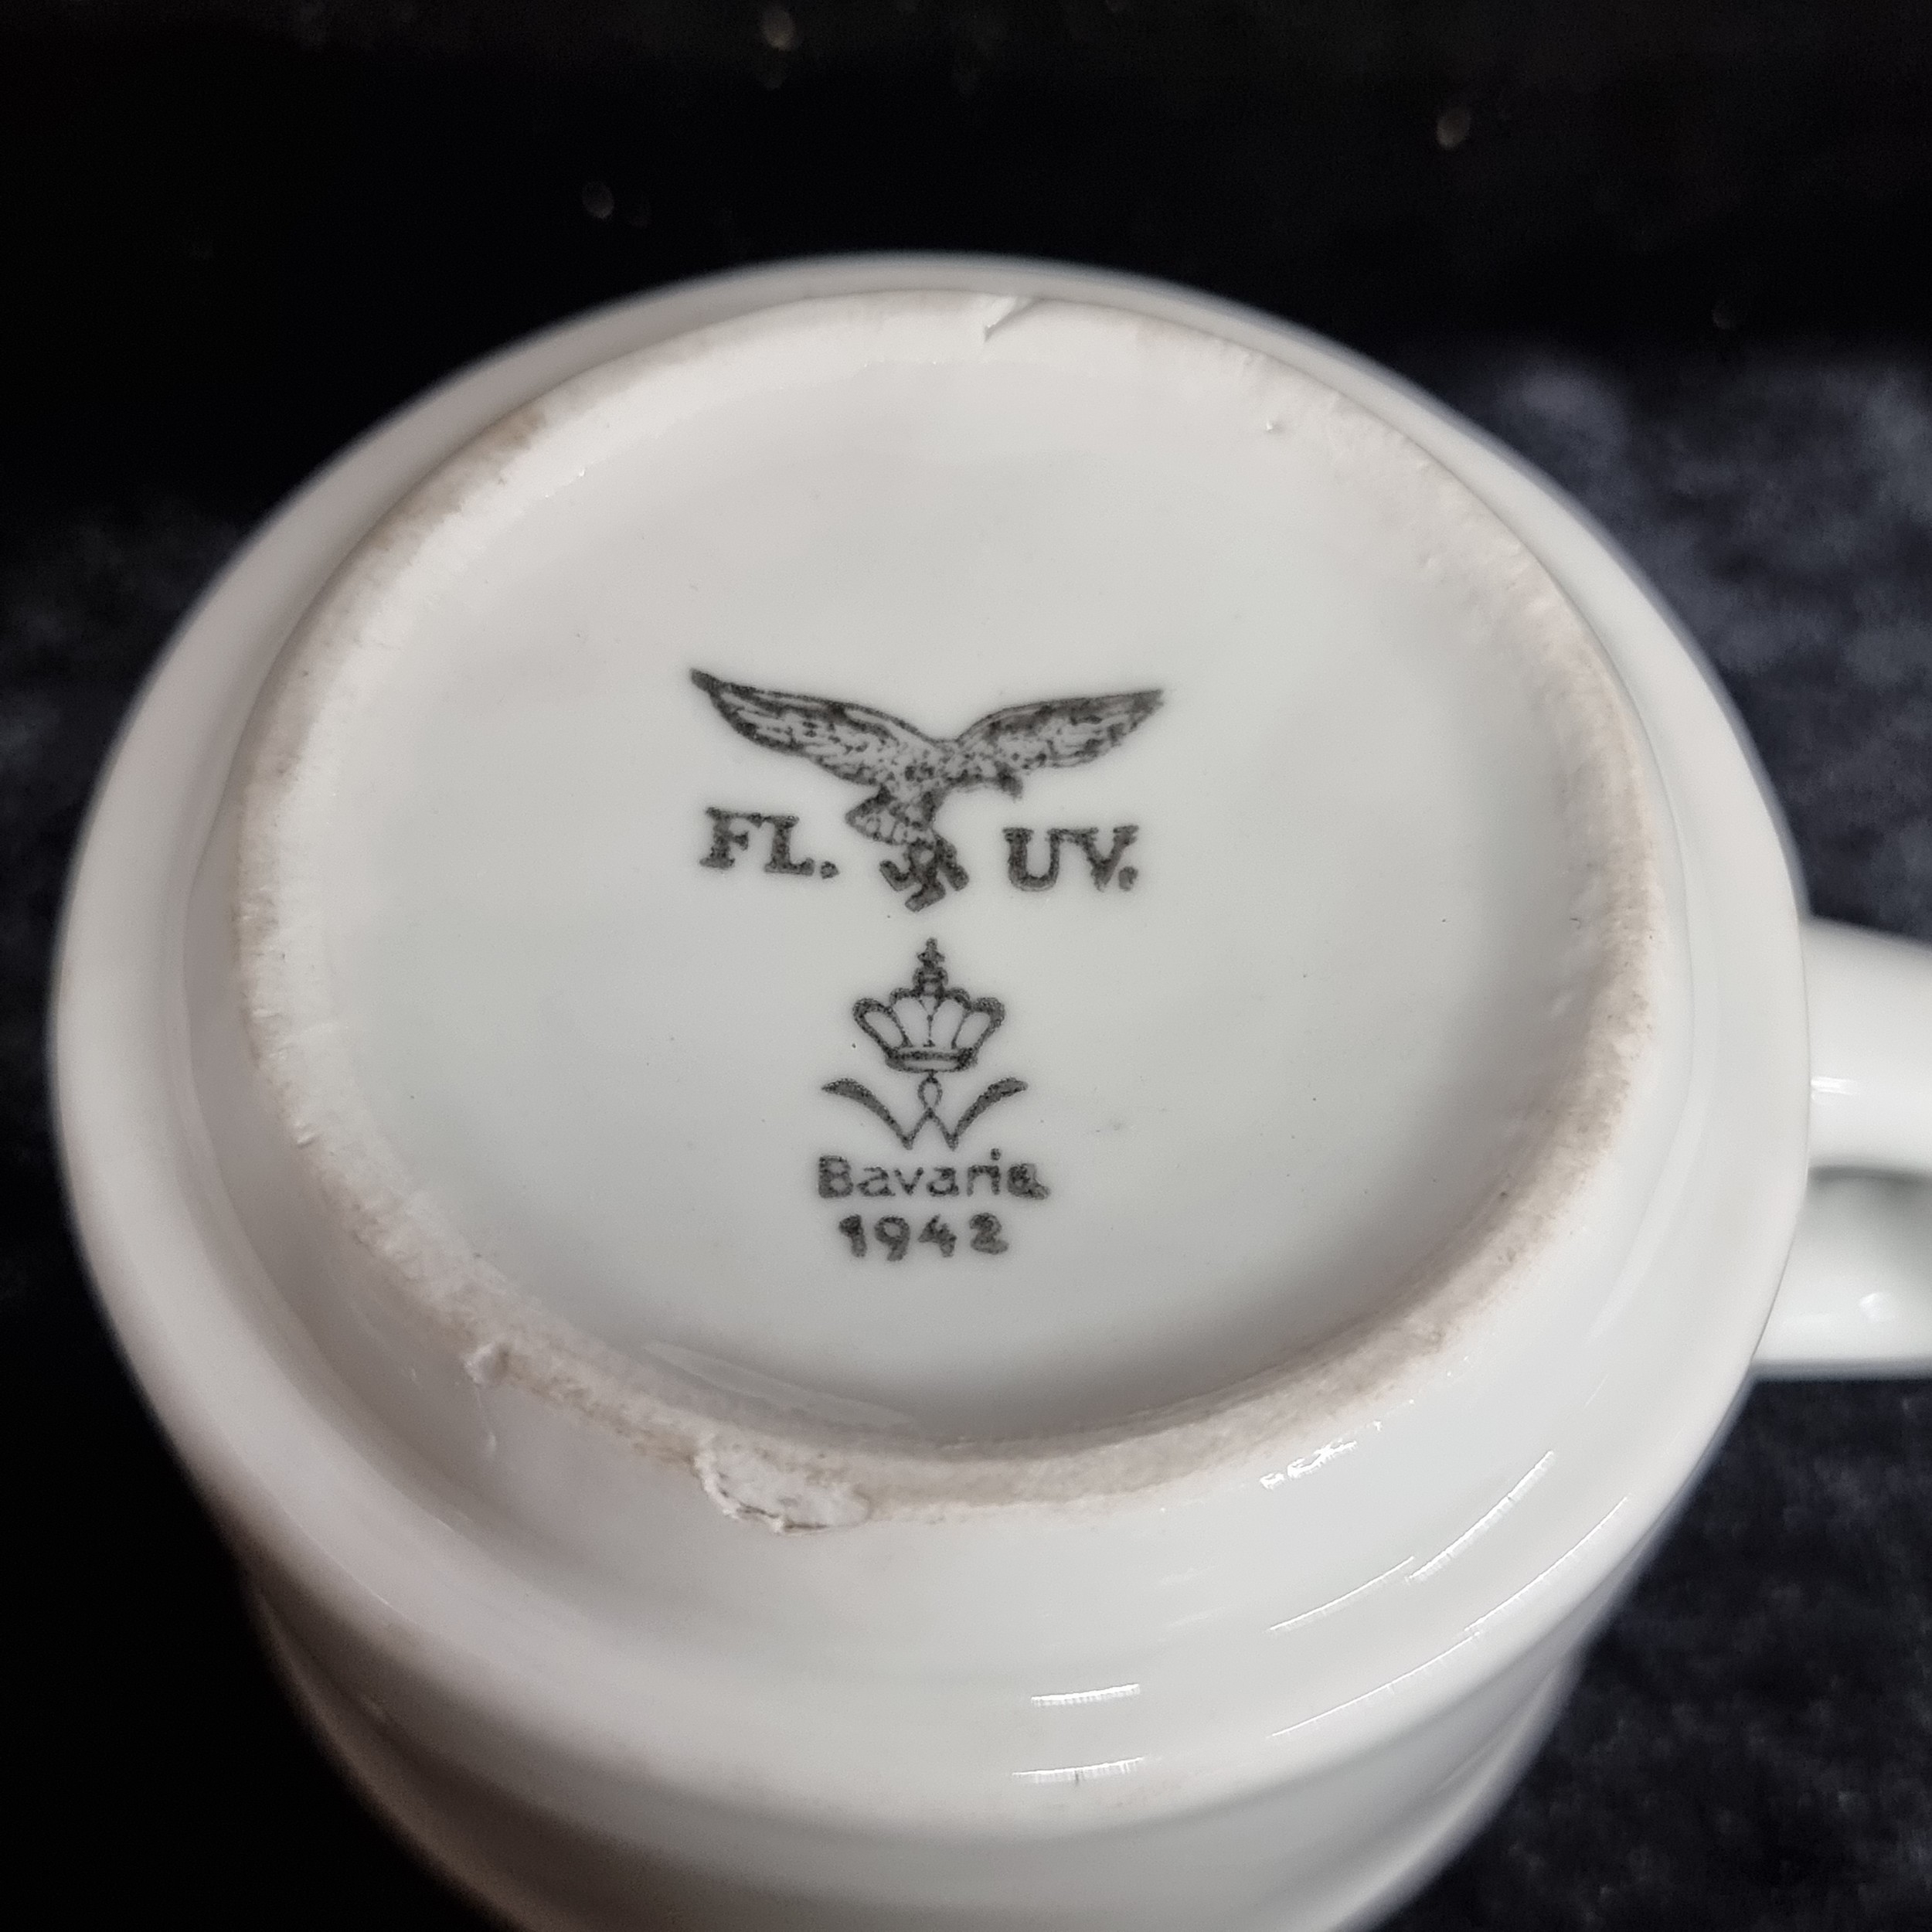 FL. UV.
W
Bavaria
1942